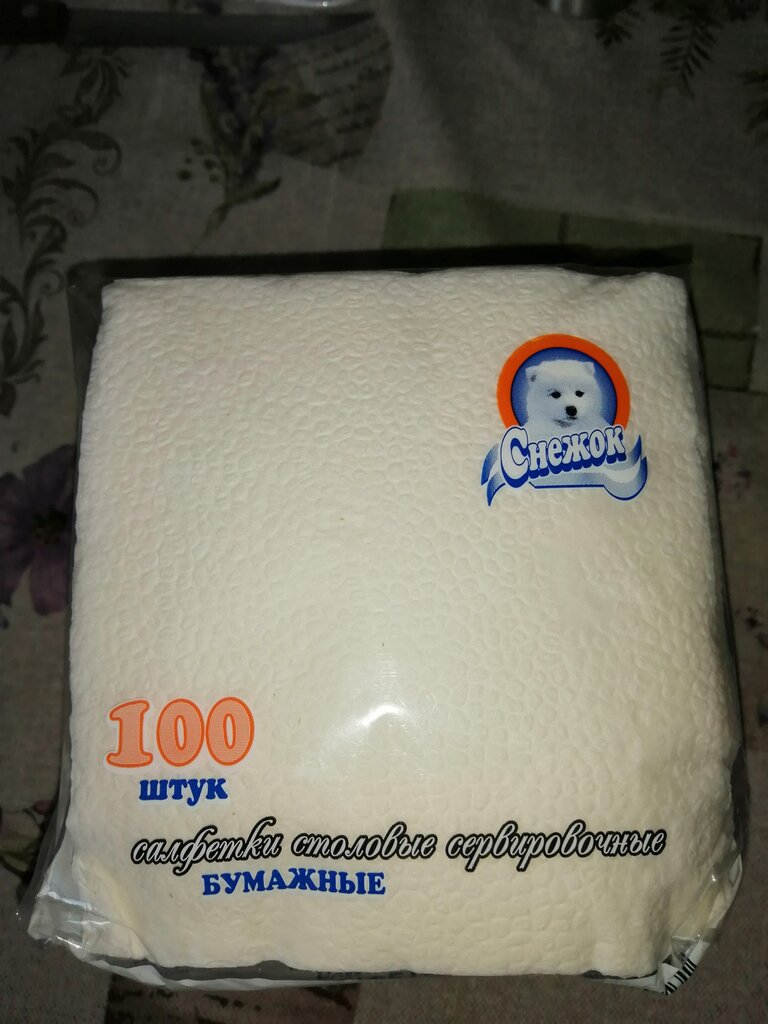 Снежок
100
штук
салфетки столовые сервировочные
БУМАЖНЫЕ